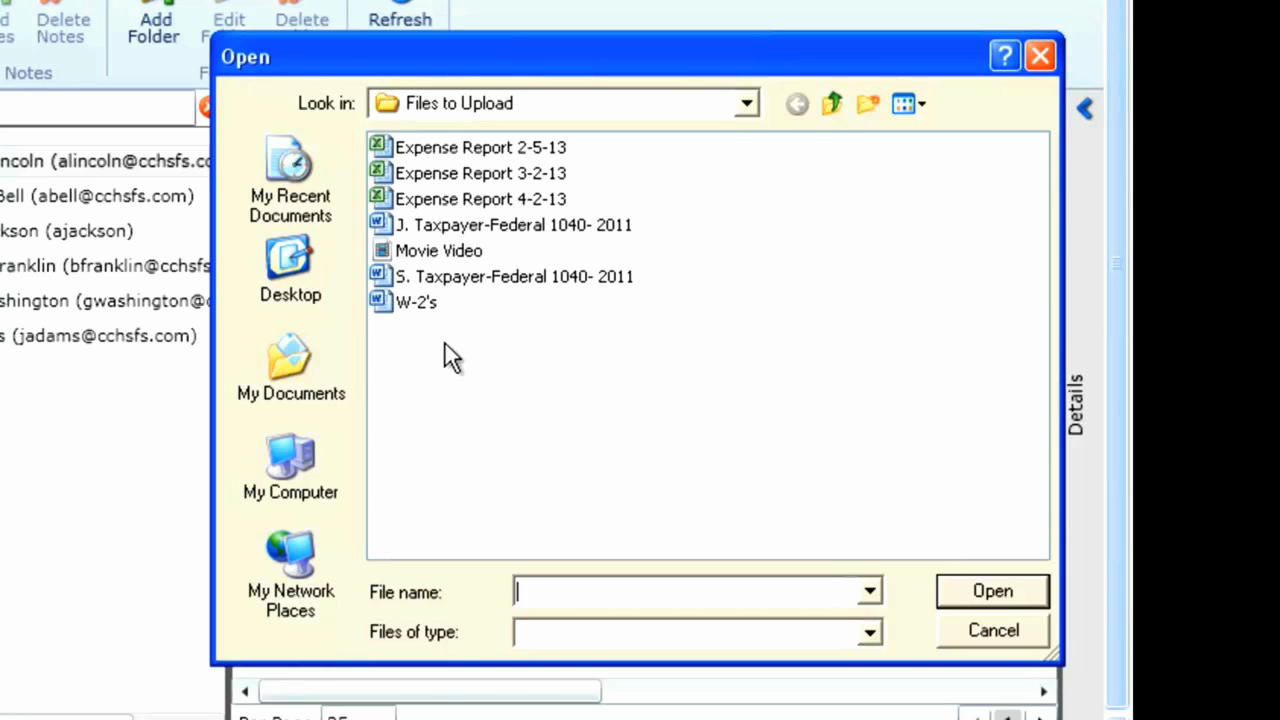 Delete
Notes
Add
Folder
Edit
Delete
Refresh
Notes
Open
Look in:
Files to Upload
ncoln (alincoln@cchsfs.co
Bell (abell@cchsfs.com)
kson (ajackson)
ranklin (bfranklin@cchsfs
shington (gwashington@c
s (jadams@cchsfs.com)
My Recent
Documents
Desktop
My Documents
My Computer
My Network
Places
Expense Report 2-5-13
Expense Report 3-2-13
Expense Report 4-2-13
J. Taxpayer-Federal 1040- 2011
Movie Video
S. Taxpayer-Federal 1040- 2011
W-2's
Details
File name:
Open
Files of type:
Cancel